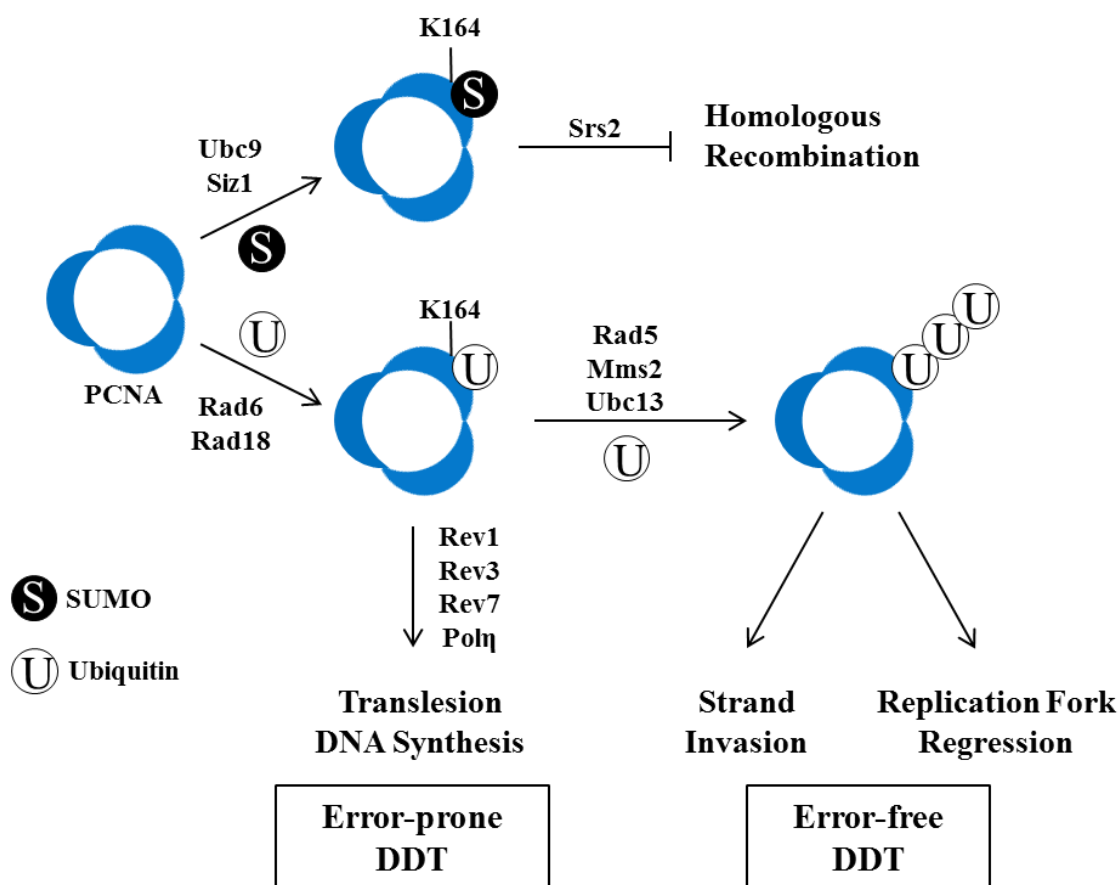 K164
S
Ubc9
Siz1
Srs2
Homologous
Recombination
S
PCNA
U
Rad6
Rad18
K164
U
Rad5
Mms2
Ubc13
U
U
U
U
Rev1
Rev3
Rev7
Polη
S SUMO
U Ubiquitin
Translesion
DNA Synthesis
Strand
Invasion
Replication Fork
Regression
Error-prone
DDT
Error-free
DDT